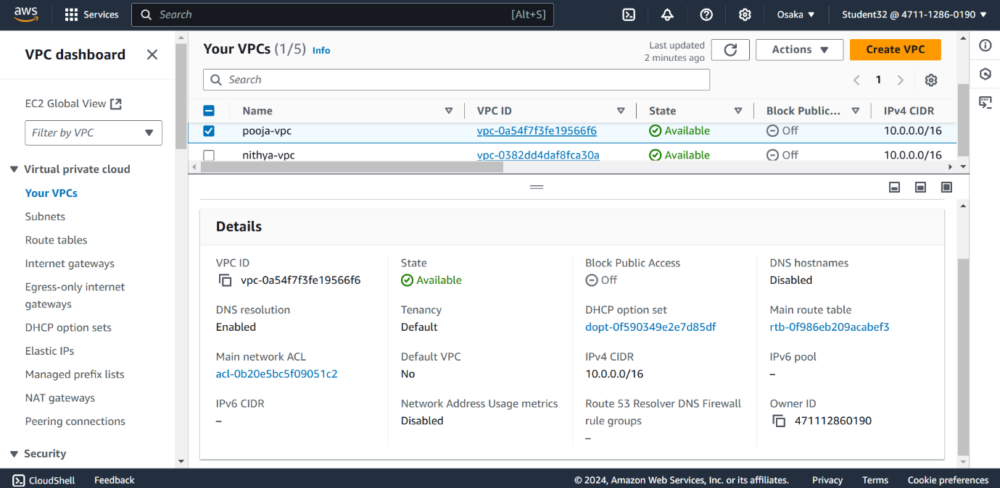 aws Services Search [Alt+S] Osaka Student32 @ 4711-1286-0190
VPC dashboard
EC2 Global View
Filter by VPC
Virtual private cloud
Your VPCs
Subnets
Route tables
Internet gateways
Egress-only internet
gateways
DHCP option sets
Elastic IPs
Managed prefix lists
NAT gateways
Peering connections
Security
Your VPCs (1/5) Info
Last updated
2 minutes ago
Actions
Create VPC
Search
1
Name VPC ID State Block Public... IPv4 CIDR
pooja-vpc vpc-0a54f7f3fe19566f6 Available Off 10.0.0.0/16
nithya-vpc vpc-0382dd4daf8fca30a Available Off 10.0.0.0/16
Details
VPC ID
vpc-0a54f7f3fe19566f6
State
Available
Block Public Access
Off
DNS hostnames
Disabled
DNS resolution
Enabled
Tenancy
Default
DHCP option set
dopt-0f590349e2e7d85df
Main route table
rtb-0f986eb209acabef3
Main network ACL
acl-0b20e5bc5f09051c2
Default VPC
No
IPv4 CIDR
10.0.0.0/16
IPv6 pool
–
IPv6 CIDR
–
Network Address Usage metrics
Disabled
Route 53 Resolver DNS Firewall
rule groups
–
Owner ID
471112860190
CloudShell Feedback © 2024, Amazon Web Services, Inc. or its affiliates. Privacy Terms Cookie preferences